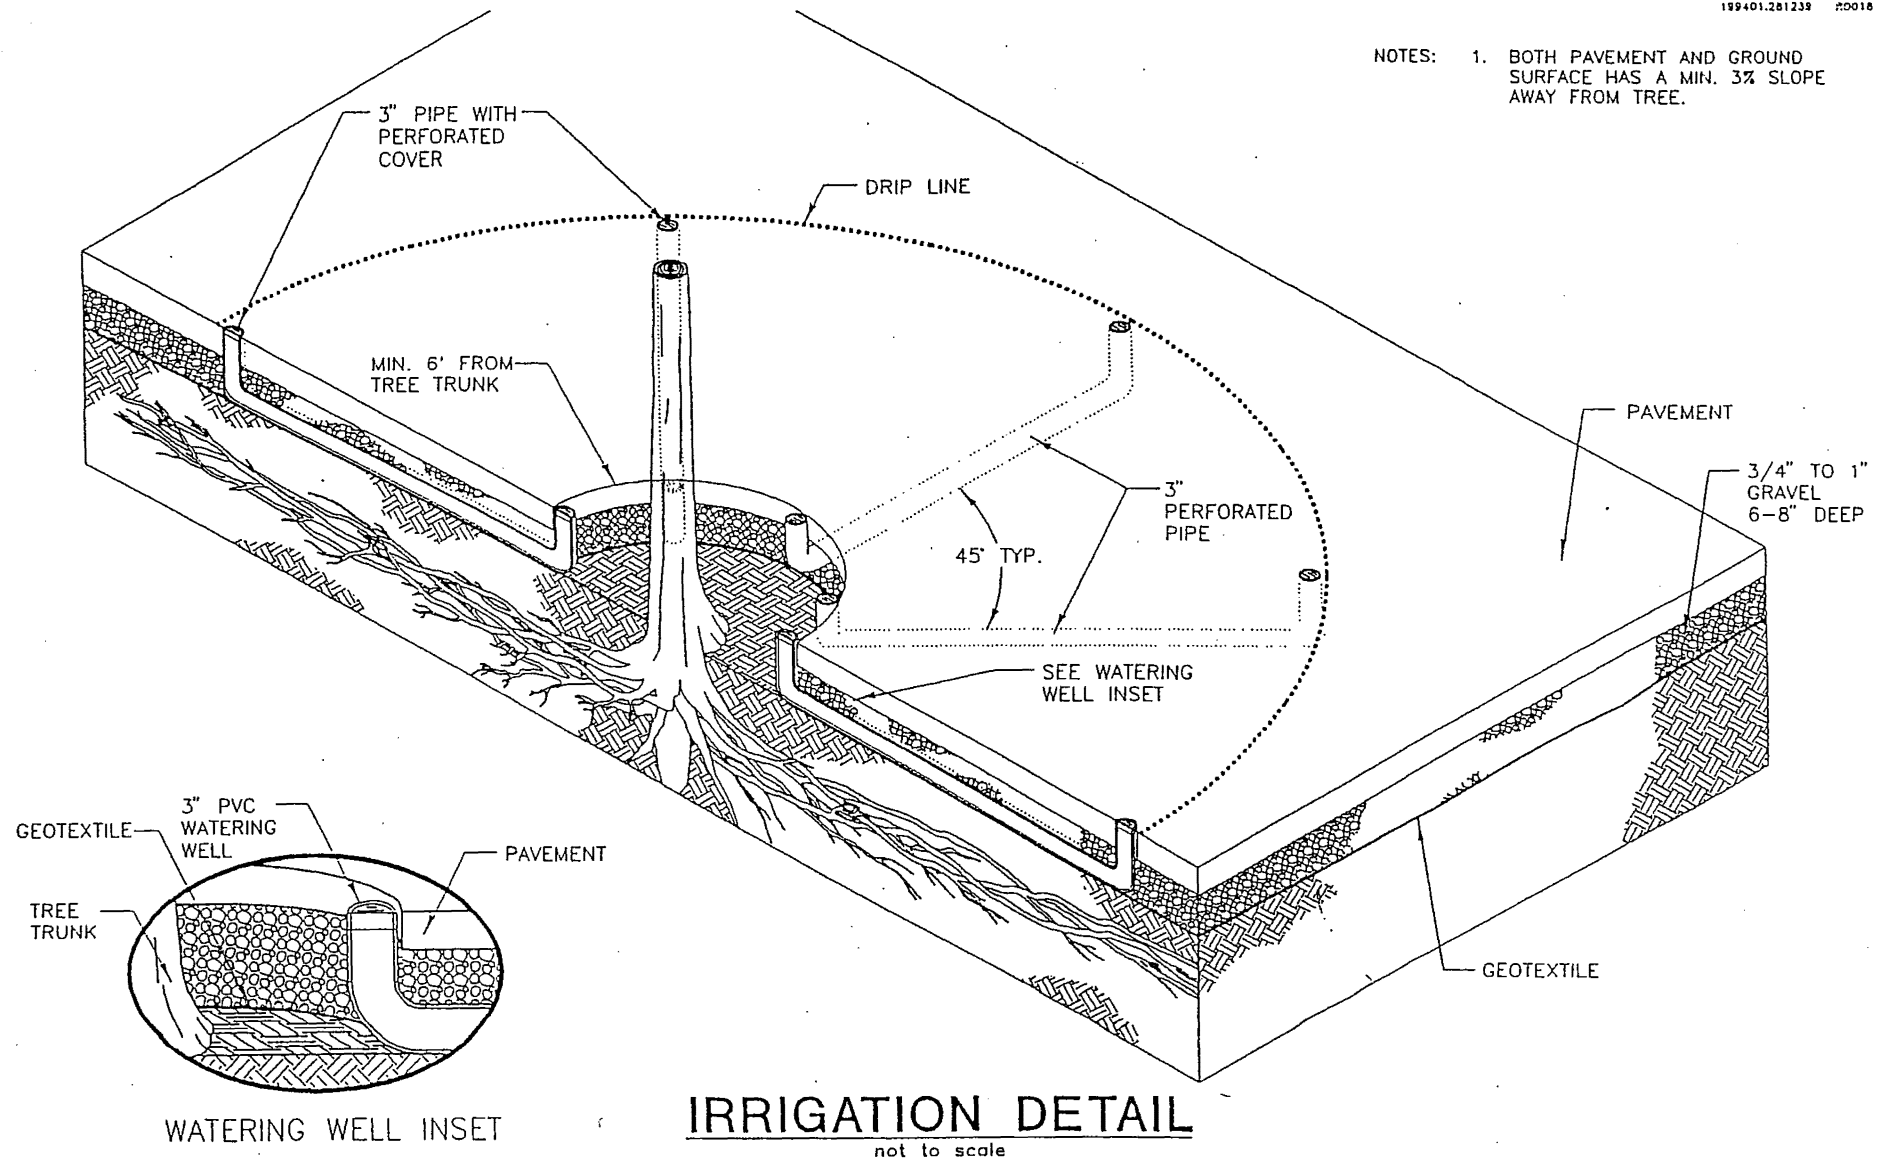 199401.281239 R0018
NOTES: 1. BOTH PAVEMENT AND GROUND
SURFACE HAS A MIN. 3% SLOPE
AWAY FROM TREE.
3" PIPE WITH
PERFORATED
COVER
DRIP LINE
MIN. 6' FROM
TREE TRUNK
PAVEMENT
3/4" TO 1"
GRAVEL
6-8" DEEP
3"
PERFORATED
PIPE
45° TYP.
SEE WATERING
WELL INSET
3" PVC
WATERING
WELL
GEOTEXTILE
PAVEMENT
TREE
TRUNK
GEOTEXTILE
WATERING WELL INSET
IRRIGATION DETAIL
not to scale